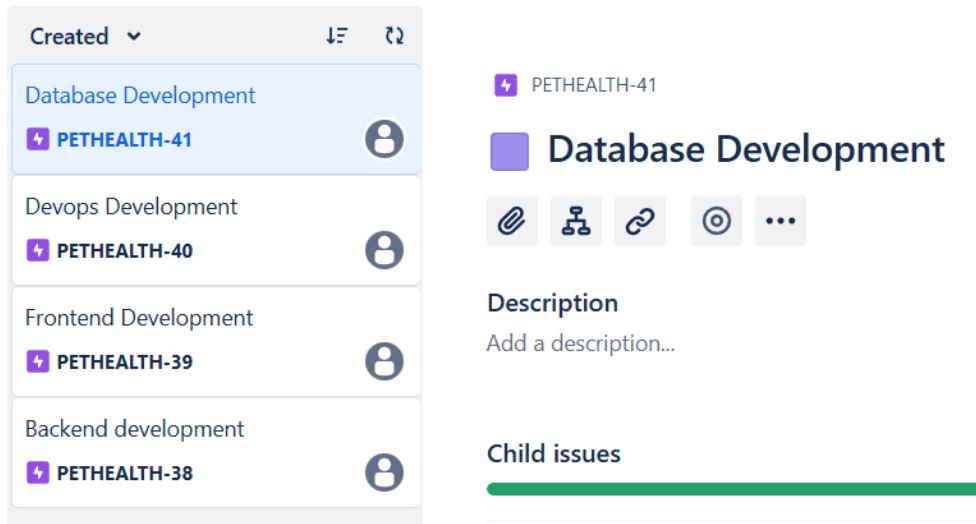 Created
Database Development
PETHEALTH-41
Devops Development
PETHEALTH-40
Frontend Development
PETHEALTH-39
Backend development
PETHEALTH-38
PETHEALTH-41
Database Development
Description
Add a description...
Child issues